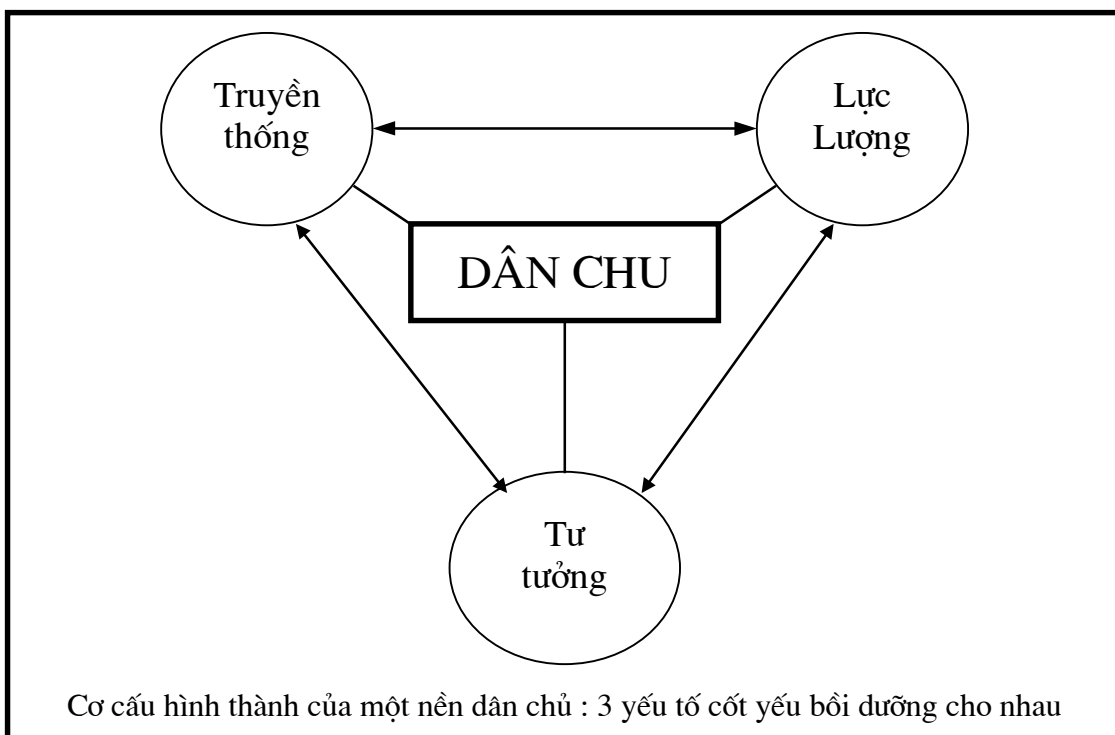 Truyền
thống
Lực
Lượng
DÂN CHU
Tư
tưởng
Cơ cấu hình thành của một nền dân chủ : 3 yếu tố cốt yếu bồi dưỡng cho nhau